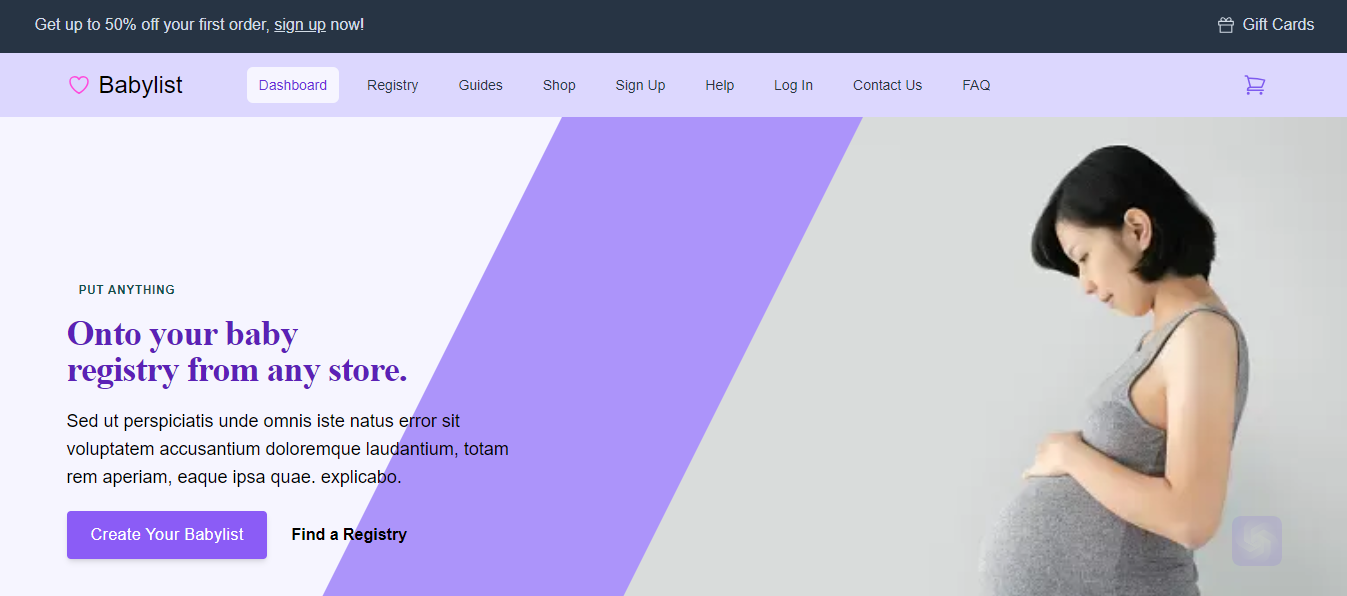 Get up to 50% off your first order, sign up now!
Gift Cards
Babylist
Dashboard
Registry
Guides
Shop
Sign Up
Help
Log In
Contact Us
FAQ
PUT ANYTHING
Onto your baby
registry from any store.
Sed ut perspiciatis unde omnis iste natus error sit
voluptatem accusantium doloremque laudantium, totam
rem aperiam, eaque ipsa quae. explicabo.
Create Your Babylist
Find a Registry